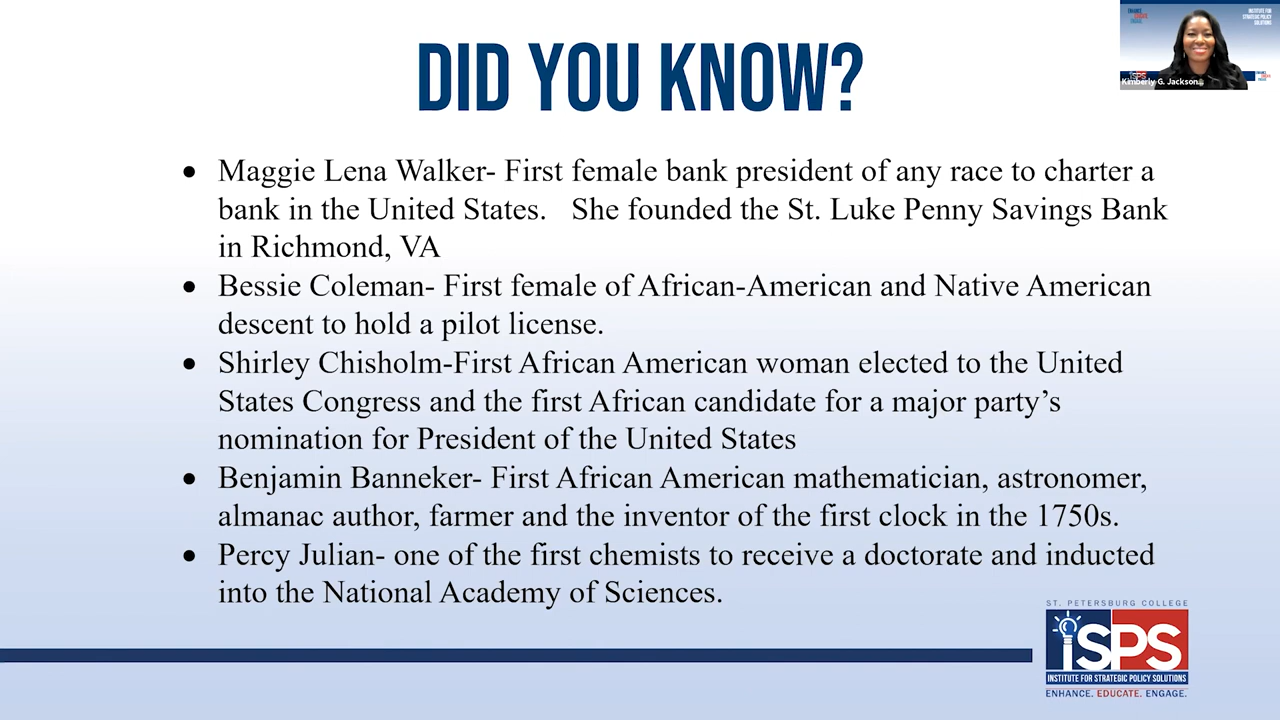 DID YOU KNOW?
• Maggie Lena Walker- First female bank president of any race to charter a
bank in the United States. She founded the St. Luke Penny Savings Bank
in Richmond, VA
• Bessie Coleman- First female of African-American and Native American
descent to hold a pilot license.
• Shirley Chisholm-First African American woman elected to the United
States Congress and the first African candidate for a major party’s
nomination for President of the United States
• Benjamin Banneker- First African American mathematician, astronomer,
almanac author, farmer and the inventor of the first clock in the 1750s.
• Percy Julian- one of the first chemists to receive a doctorate and inducted
into the National Academy of Sciences.
INSTITUTE FOR
STRATEGIC POLICY
SOLUTIONS
Kimberly G. Jackson
ST. PETERSBURG COLLEGE
iSPS
INSTITUTE FOR STRATEGIC POLICY SOLUTIONS
ENHANCE. EDUCATE. ENGAGE.